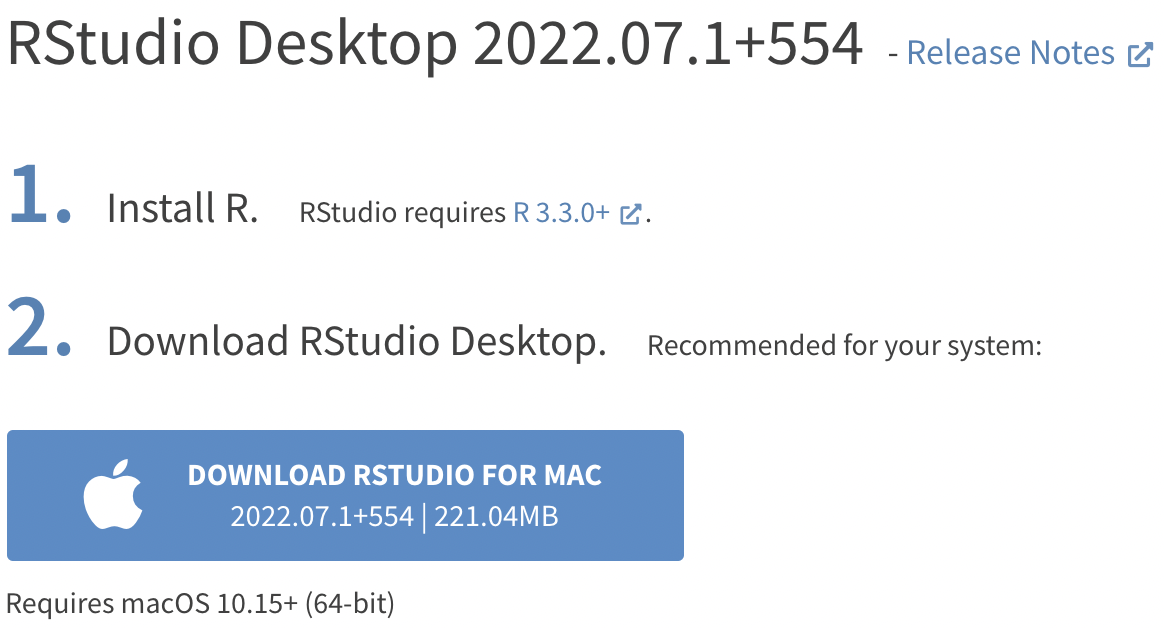 RStudio Desktop 2022.07.1+554 - Release Notes
1. Install R. RStudio requires R 3.3.0+ .
2. Download RStudio Desktop. Recommended for your system:
DOWNLOAD RSTUDIO FOR MAC
2022.07.1+554 | 221.04MB
Requires macOS 10.15+ (64-bit)